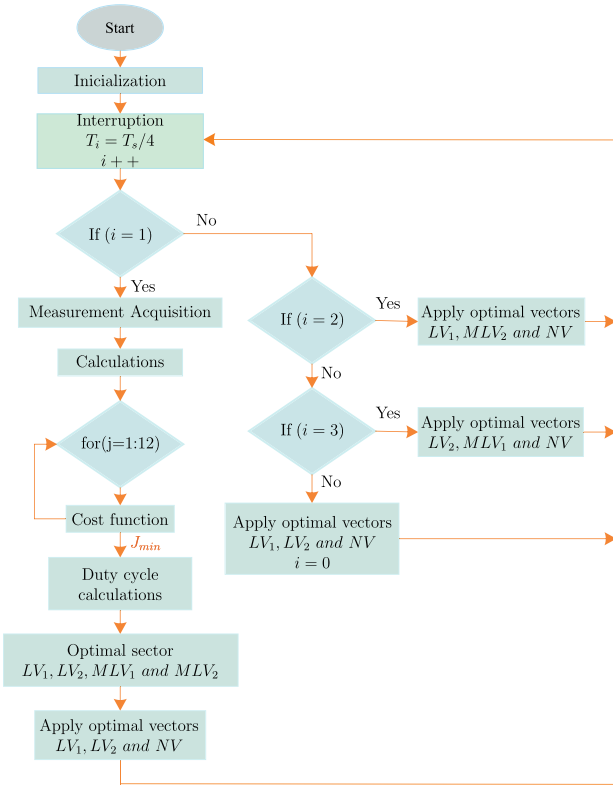 Start
Inicialization
Interruption
T_i = T_s/4
i + +
If (i = 1)
No
Yes
Measurement Acquisition
Calculations
for(j=1:12)
Cost function
J_min
Duty cycle
calculations
Optimal sector
LV_1, LV_2, MLV_1 and MLV_2
Apply optimal vectors
LV_1, LV_2 and NV
If (i = 2)
Yes
Apply optimal vectors
LV_1, MLV_2 and NV
No
If (i = 3)
Yes
Apply optimal vectors
LV_2, MLV_1 and NV
No
Apply optimal vectors
LV_1, LV_2 and NV
i = 0